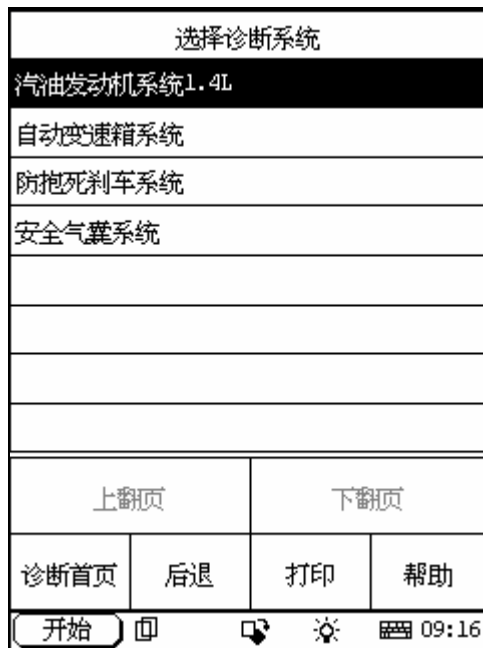 选择诊断系统
汽油发动机系统1.4L
自动变速箱系统
防抱死刹车系统
安全气囊系统
上翻页 下翻页
诊断首页 后退 打印 帮助
开始 09:16